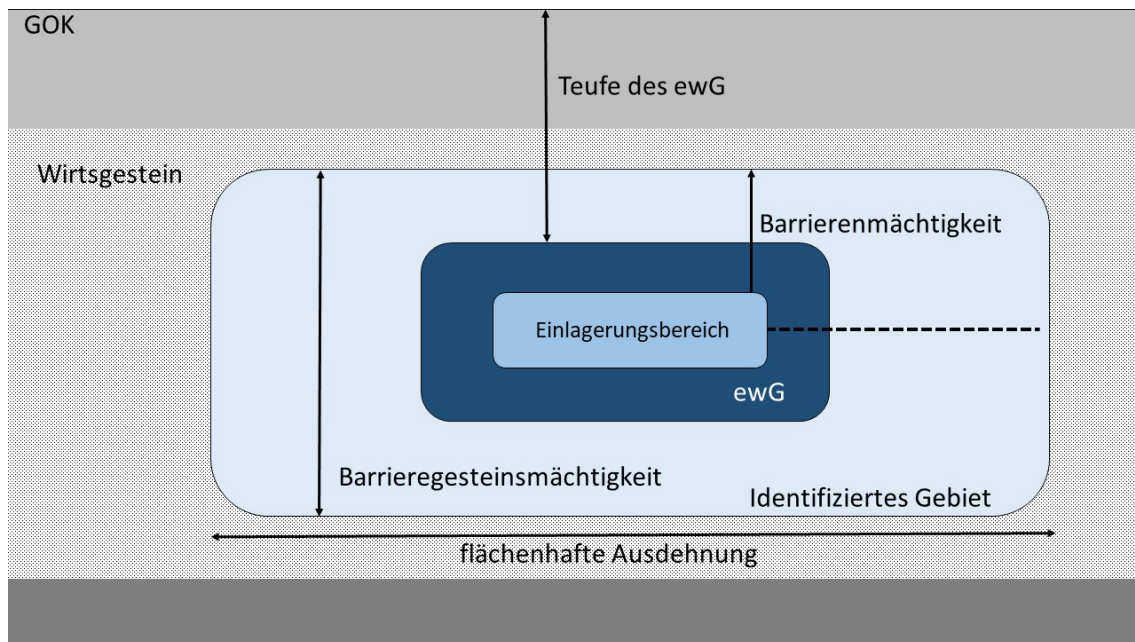 GOK
Teufe des ewG
Wirtsgestein
Barrierenmächtigkeit
Einlagerungsbereich
ewG
Barrieregesteinsmächtigkeit
Identifiziertes Gebiet
flächenhafte Ausdehnung